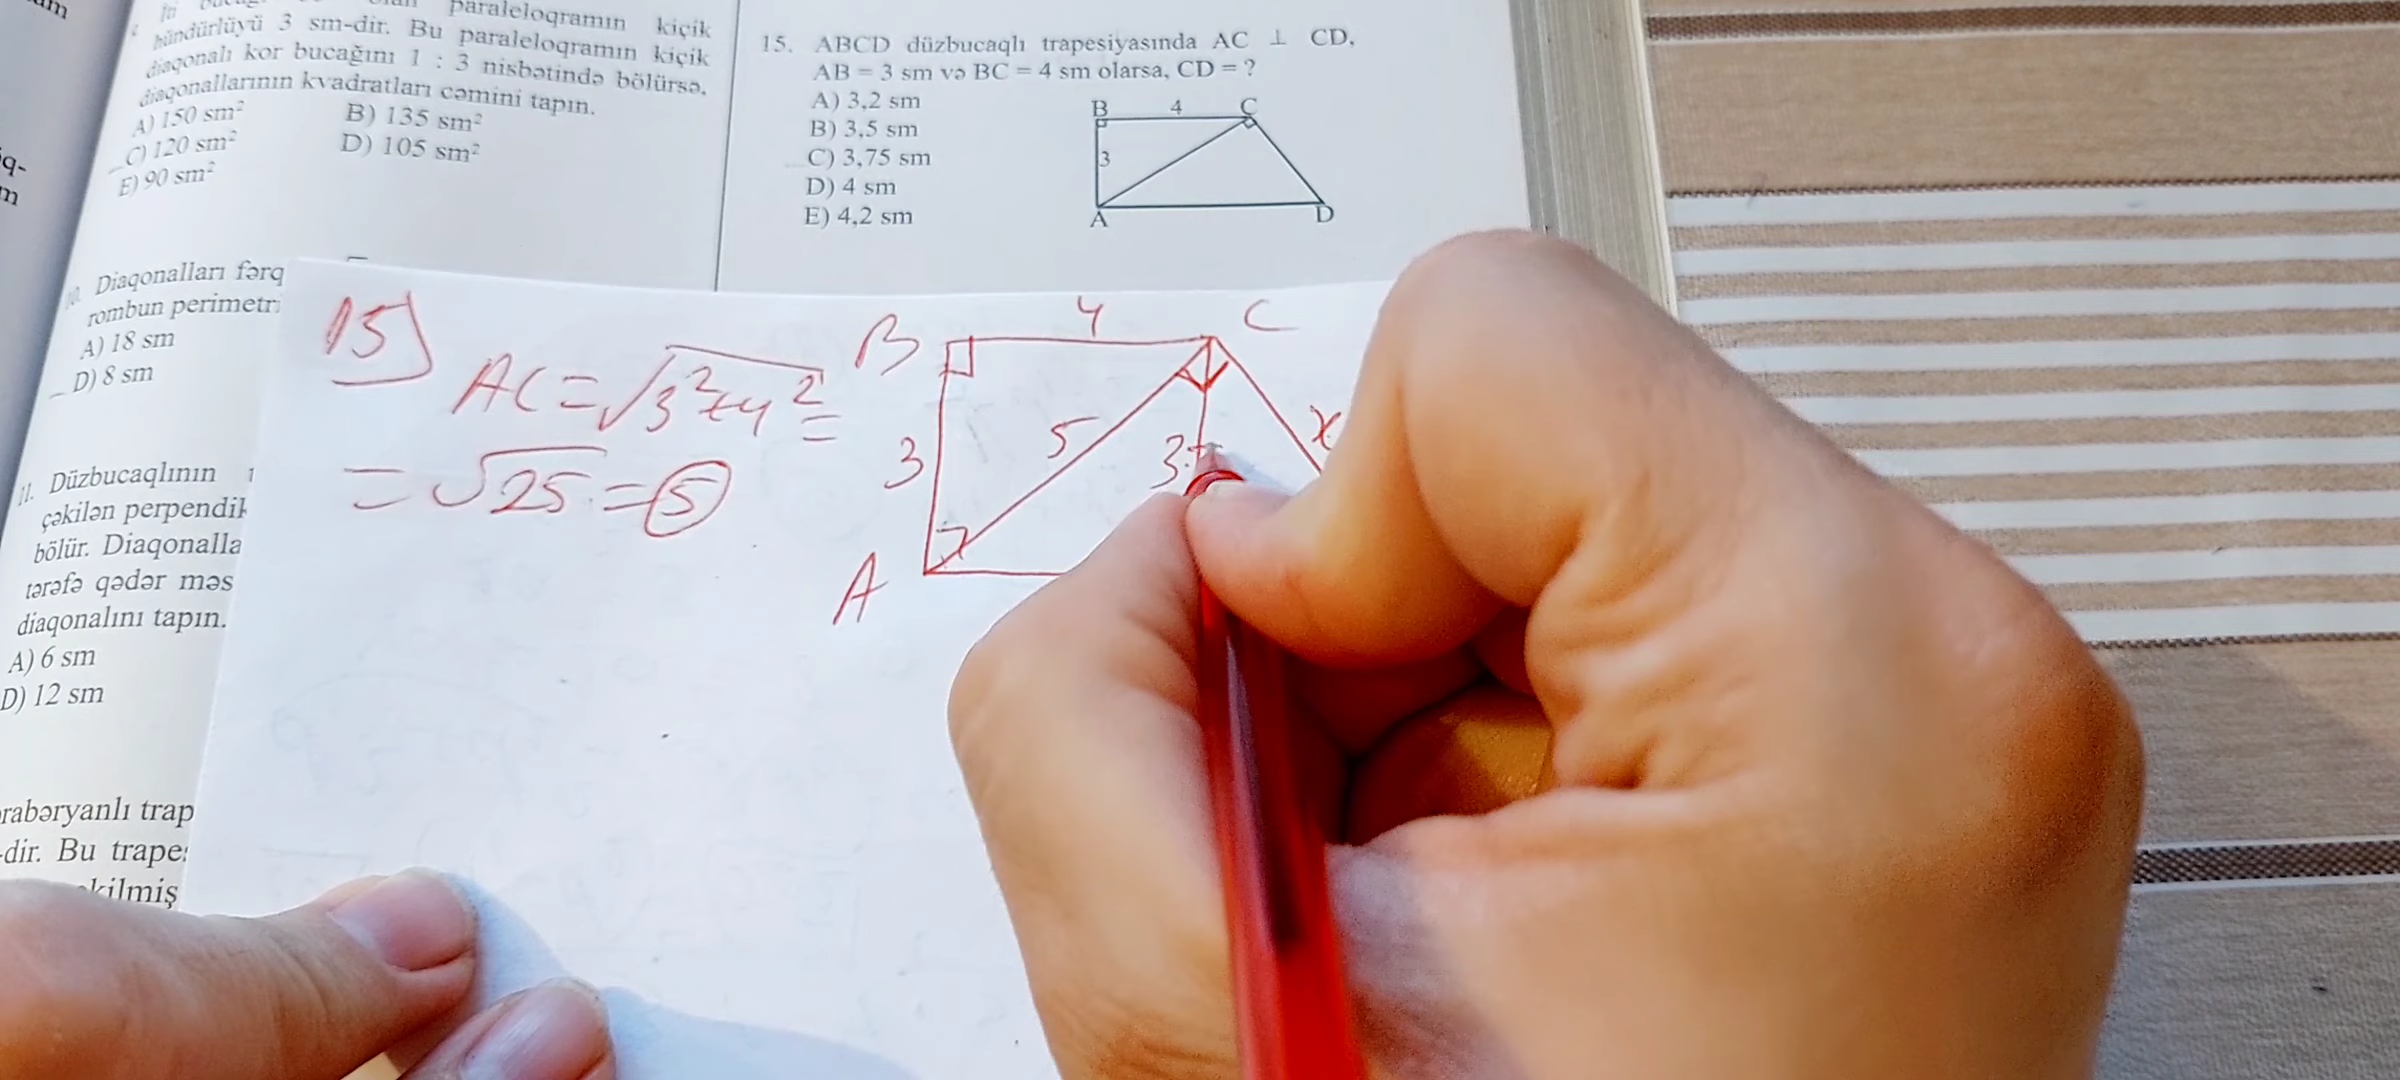 paraleloqramın kiçik
hündürlüyü 3 sm-dir. Bu paraleloqramın kiçik
diaqonalı kor bucağını 1 : 3 nisbətində bölürsə,
diaqonallarının kvadratları cəmini tapın.
A) 150 sm² B) 135 sm²
C) 120 sm² D) 105 sm²
E) 90 sm²
10. Diaqonalları fərq
rombun perimetri
A) 18 sm
D) 8 sm
11. Düzbucaqlının
çəkilən perpendik
bölür. Diaqonalla
tərəfə qədər məs
diaqonalını tapın.
A) 6 sm
D) 12 sm
rabəryanlı trap
-dir. Bu trape
kilmiş
15. ABCD düzbucaqlı trapesiyasında AC ⊥ CD,
AB = 3 sm və BC = 4 sm olarsa, CD = ?
A) 3,2 sm
B) 3,5 sm
C) 3,75 sm
D) 4 sm
E) 4,2 sm
B 4 C
3
A D
15)
AC = √3²+4² =
= √25 = 5
B 4 C
3 5 3 x
A